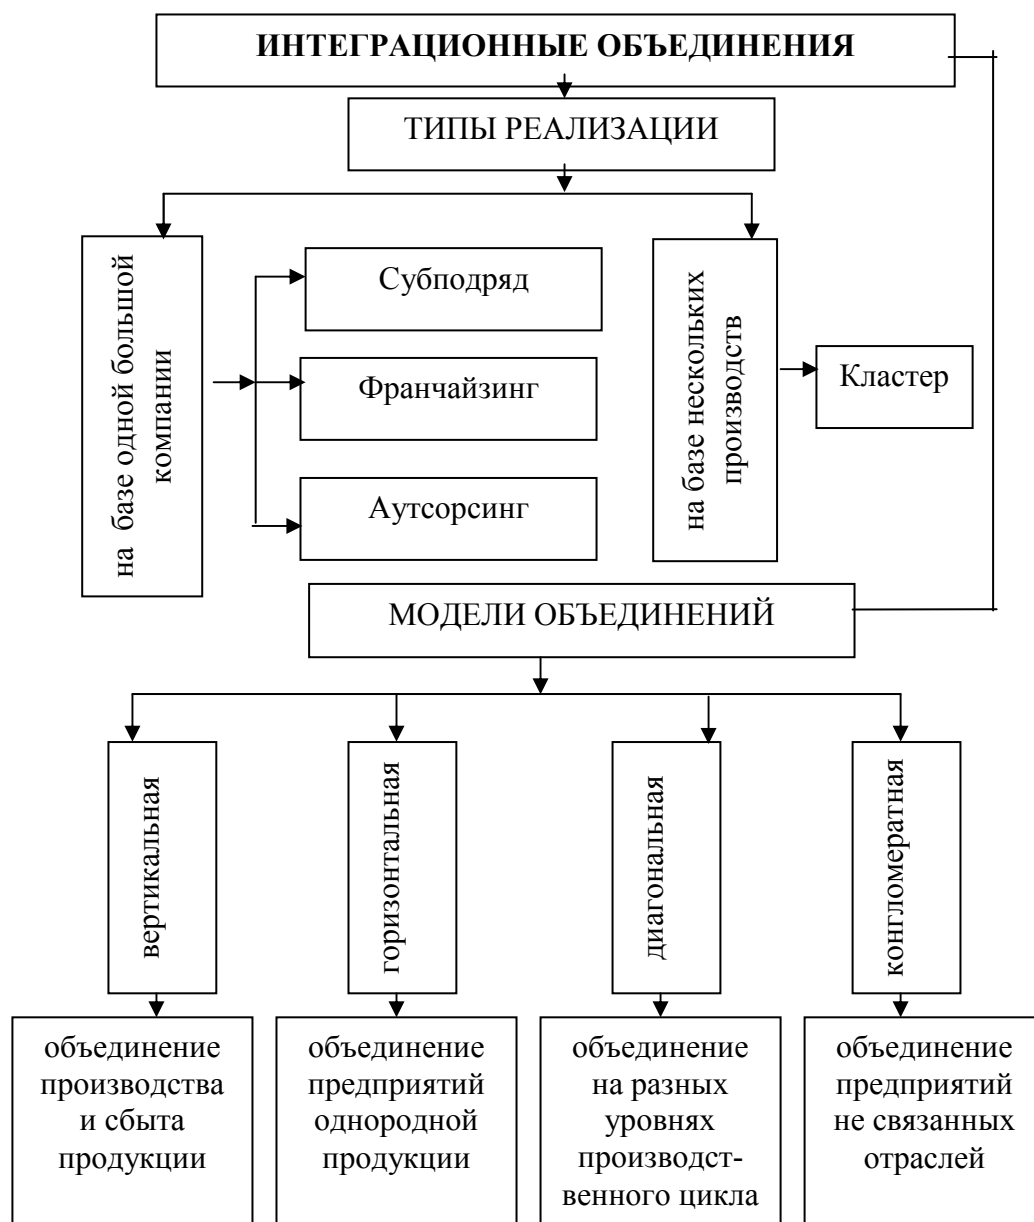 ИНТЕГРАЦИОННЫЕ ОБЪЕДИНЕНИЯ
ТИПЫ РЕАЛИЗАЦИИ
на базе одной большой
компании
Субподряд
Франчайзинг
Аутсорсинг
на базе нескольких
производств
Кластер
МОДЕЛИ ОБЪЕДИНЕНИЙ
вертикальная
горизонтальная
диагональная
конгломератная
объединение
производства
и сбыта
продукции
объединение
предприятий
однородной
продукции
объединение
на разных
уровнях
производст-
венного цикла
объединение
предприятий
не связанных
отраслей